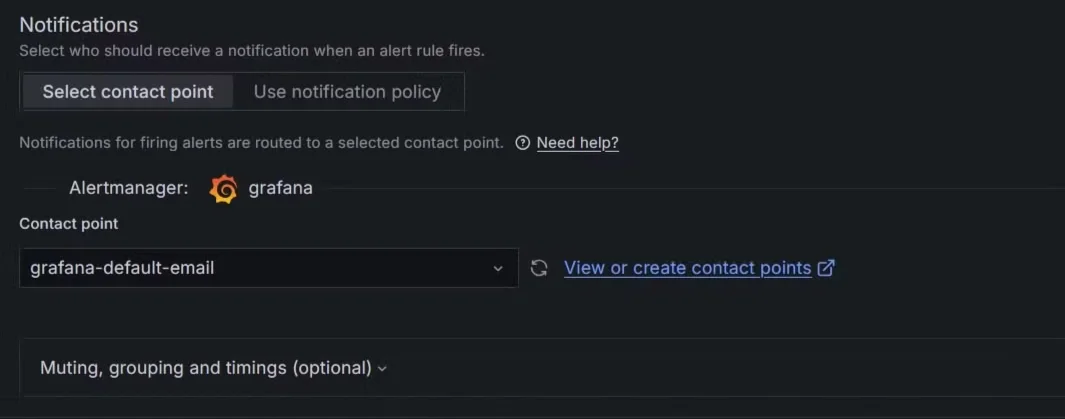 Notifications
Select who should receive a notification when an alert rule fires.
Select contact point Use notification policy
Notifications for firing alerts are routed to a selected contact point. Need help?
Alertmanager: grafana
Contact point
grafana-default-email View or create contact points
Muting, grouping and timings (optional)